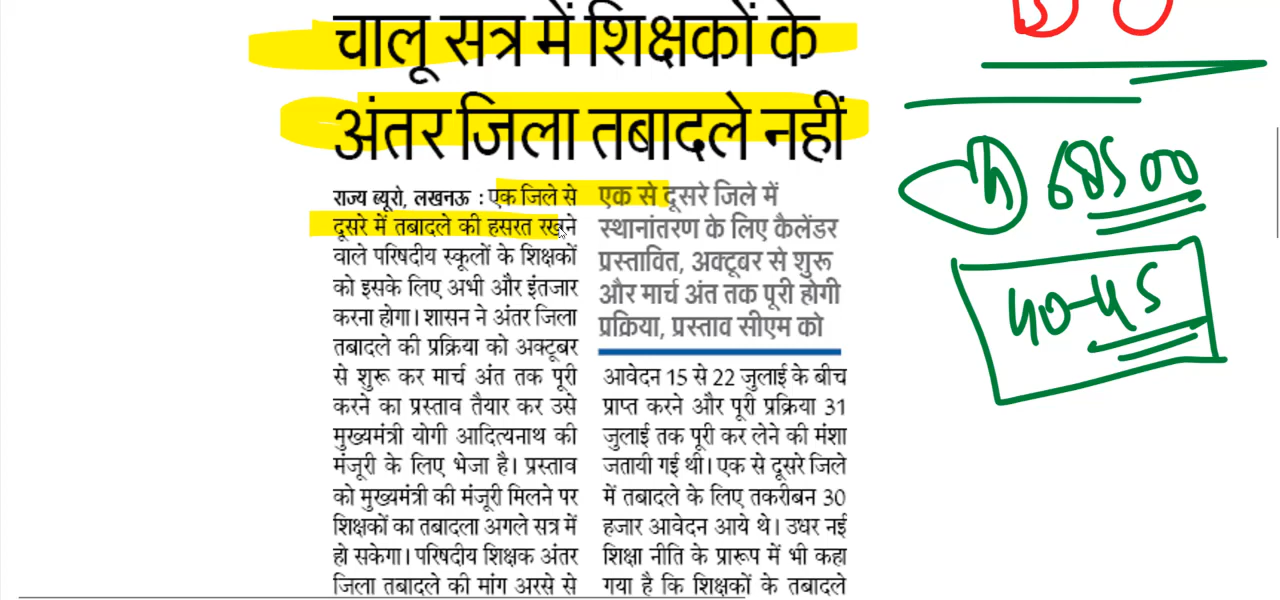 चालू सत्र में शिक्षकों के
अंतर जिला तबादले नहीं
राज्य ब्यूरो, लखनऊ : एक जिले से
दूसरे में तबादले की हसरत रखने
वाले परिषदीय स्कूलों के शिक्षकों
को इसके लिए अभी और इंतजार
करना होगा। शासन ने अंतर जिला
तबादले की प्रक्रिया को अक्टूबर
से शुरू कर मार्च अंत तक पूरी
करने का प्रस्ताव तैयार कर उसे
मुख्यमंत्री योगी आदित्यनाथ की
मंजूरी के लिए भेजा है। प्रस्ताव
को मुख्यमंत्री की मंजूरी मिलने पर
शिक्षकों का तबादला अगले सत्र में
हो सकेगा। परिषदीय शिक्षक अंतर
जिला तबादले की मांग अरसे से
एक से दूसरे जिले में
स्थानांतरण के लिए कैलेंडर
प्रस्तावित, अक्टूबर से शुरू
और मार्च अंत तक पूरी होगी
प्रक्रिया, प्रस्ताव सीएम को
आवेदन 15 से 22 जुलाई के बीच
प्राप्त करने और पूरी प्रक्रिया 31
जुलाई तक पूरी कर लेने की मंशा
जतायी गई थी। एक से दूसरे जिले
में तबादले के लिए तकरीबन 30
हजार आवेदन आये थे। उधर नई
शिक्षा नीति के प्रारूप में भी कहा
गया है कि शिक्षकों के तबादले
68500
40-45